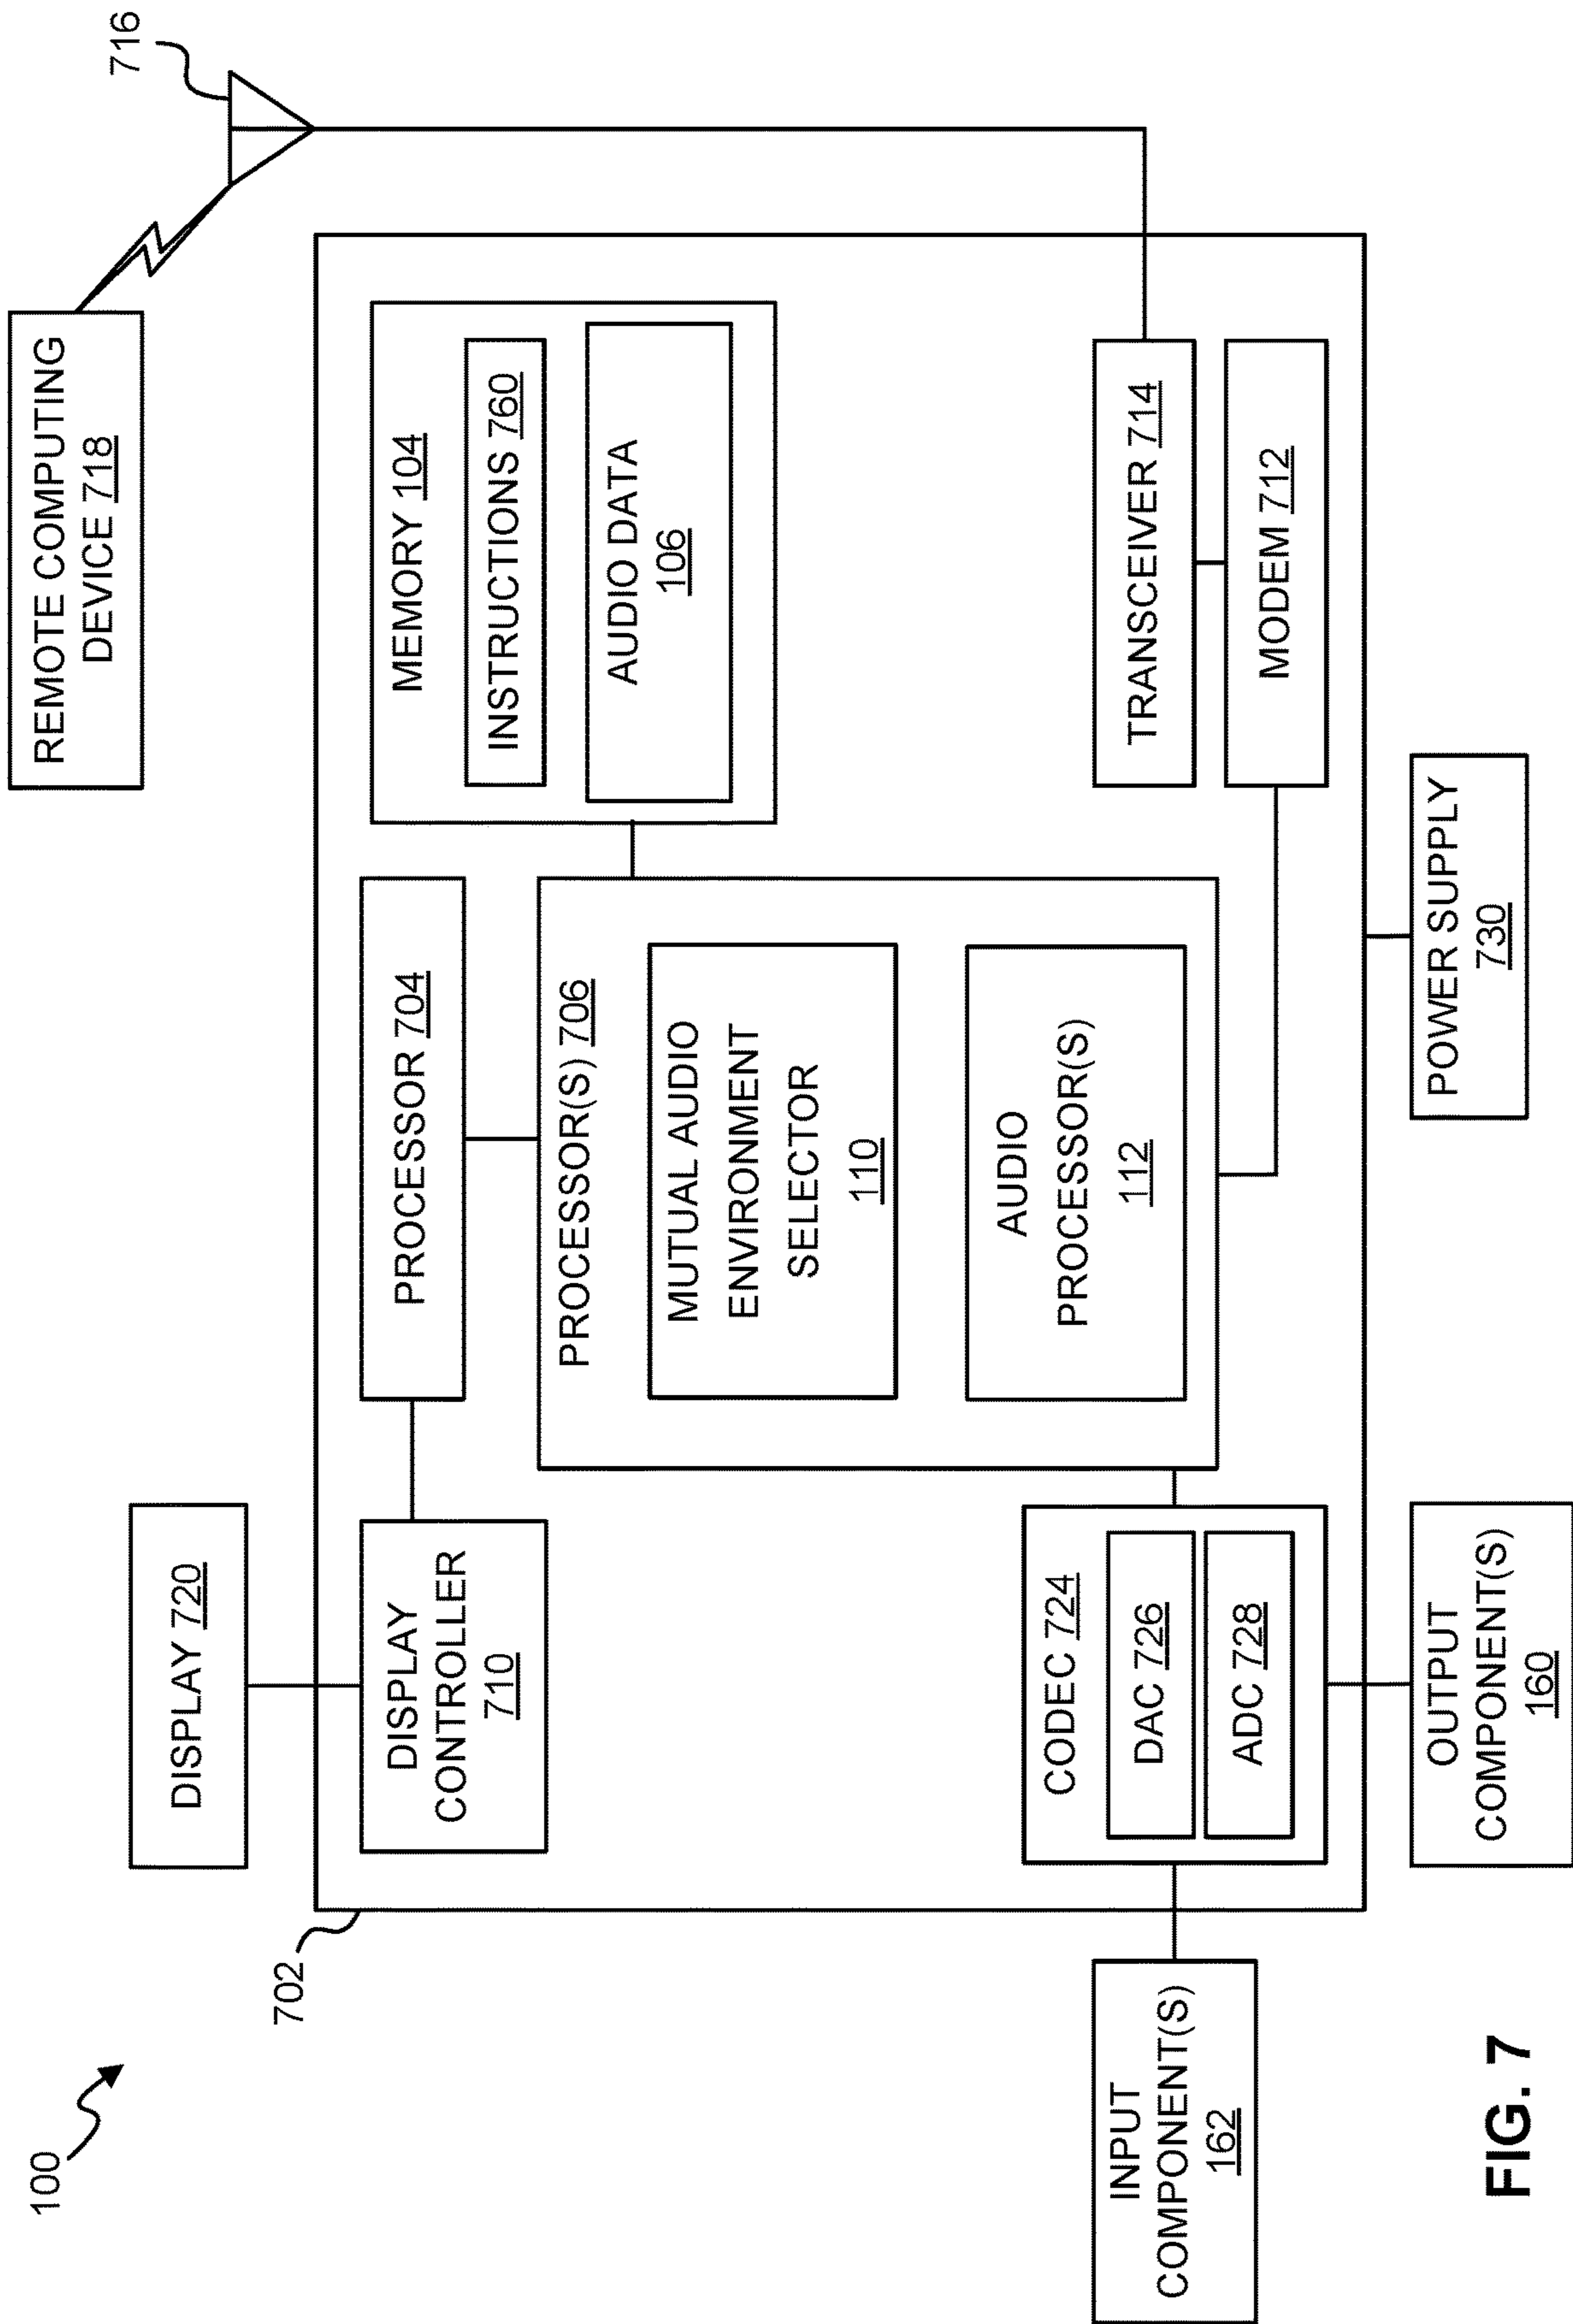 100
702
DISPLAY 720
REMOTE COMPUTING
DEVICE 718
716
DISPLAY
CONTROLLER
710
PROCESSOR 704
MEMORY 104
INSTRUCTIONS 760
AUDIO DATA
106
PROCESSOR(S) 706
MUTUAL AUDIO
ENVIRONMENT
SELECTOR
110
AUDIO
PROCESSOR(S)
112
CODEC 724
DAC 726
ADC 728
TRANSCEIVER 714
MODEM 712
INPUT
COMPONENT(S)
162
OUTPUT
COMPONENT(S)
160
POWER SUPPLY
730
FIG. 7